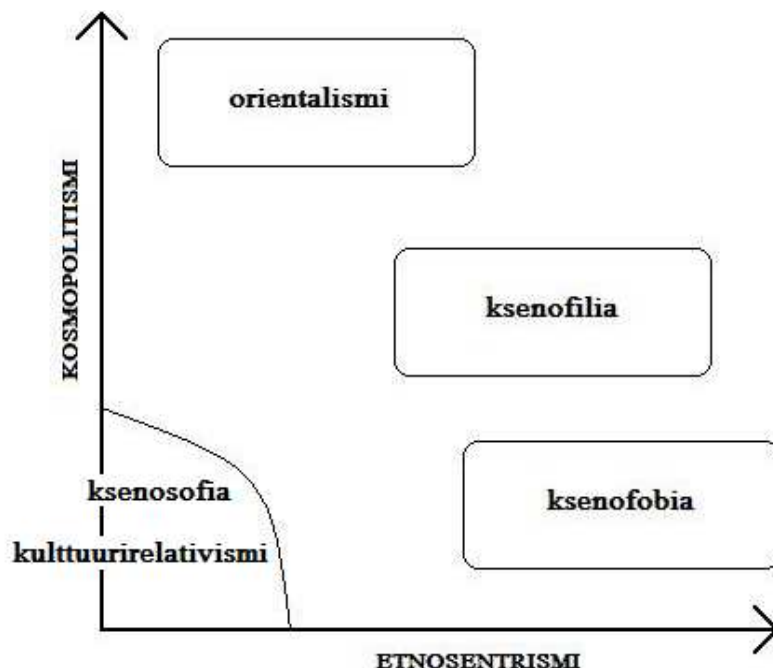 orientalismi
KOSMOPOLITISMI
ksenofilia
ksenosofia
ksenofobia
kulttuurirelativismi
ETNOSENTRISMI